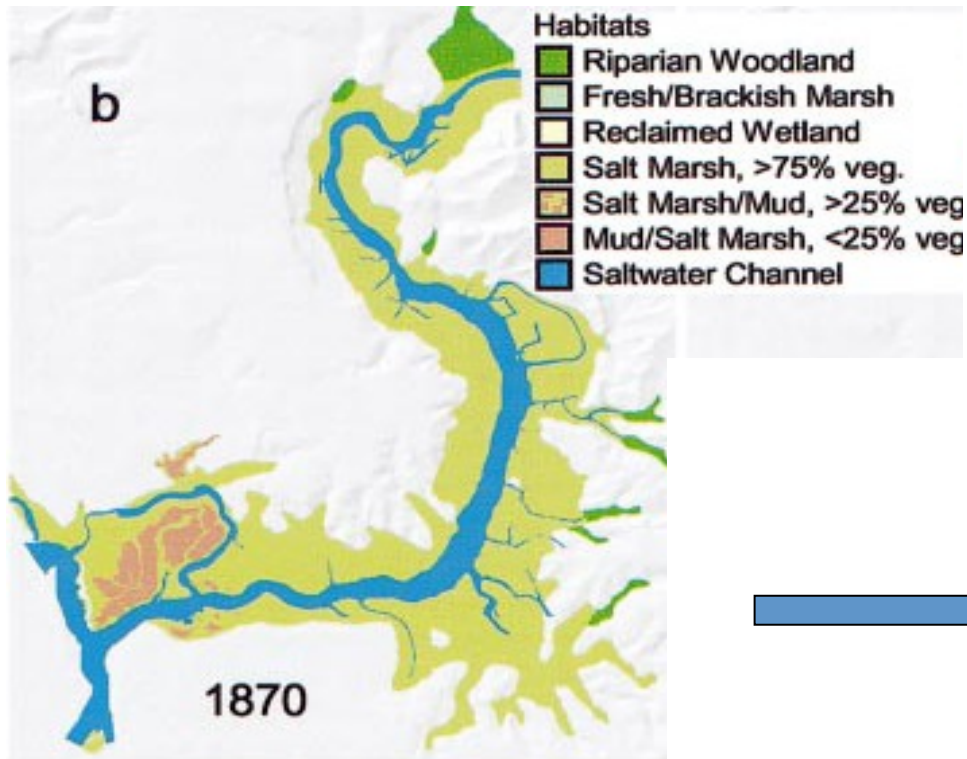 b
Habitats
Riparian Woodland
Fresh/Brackish Marsh
Reclaimed Wetland
Salt Marsh, >75% veg.
Salt Marsh/Mud, >25% veg
Mud/Salt Marsh, <25% veg
Saltwater Channel
1870